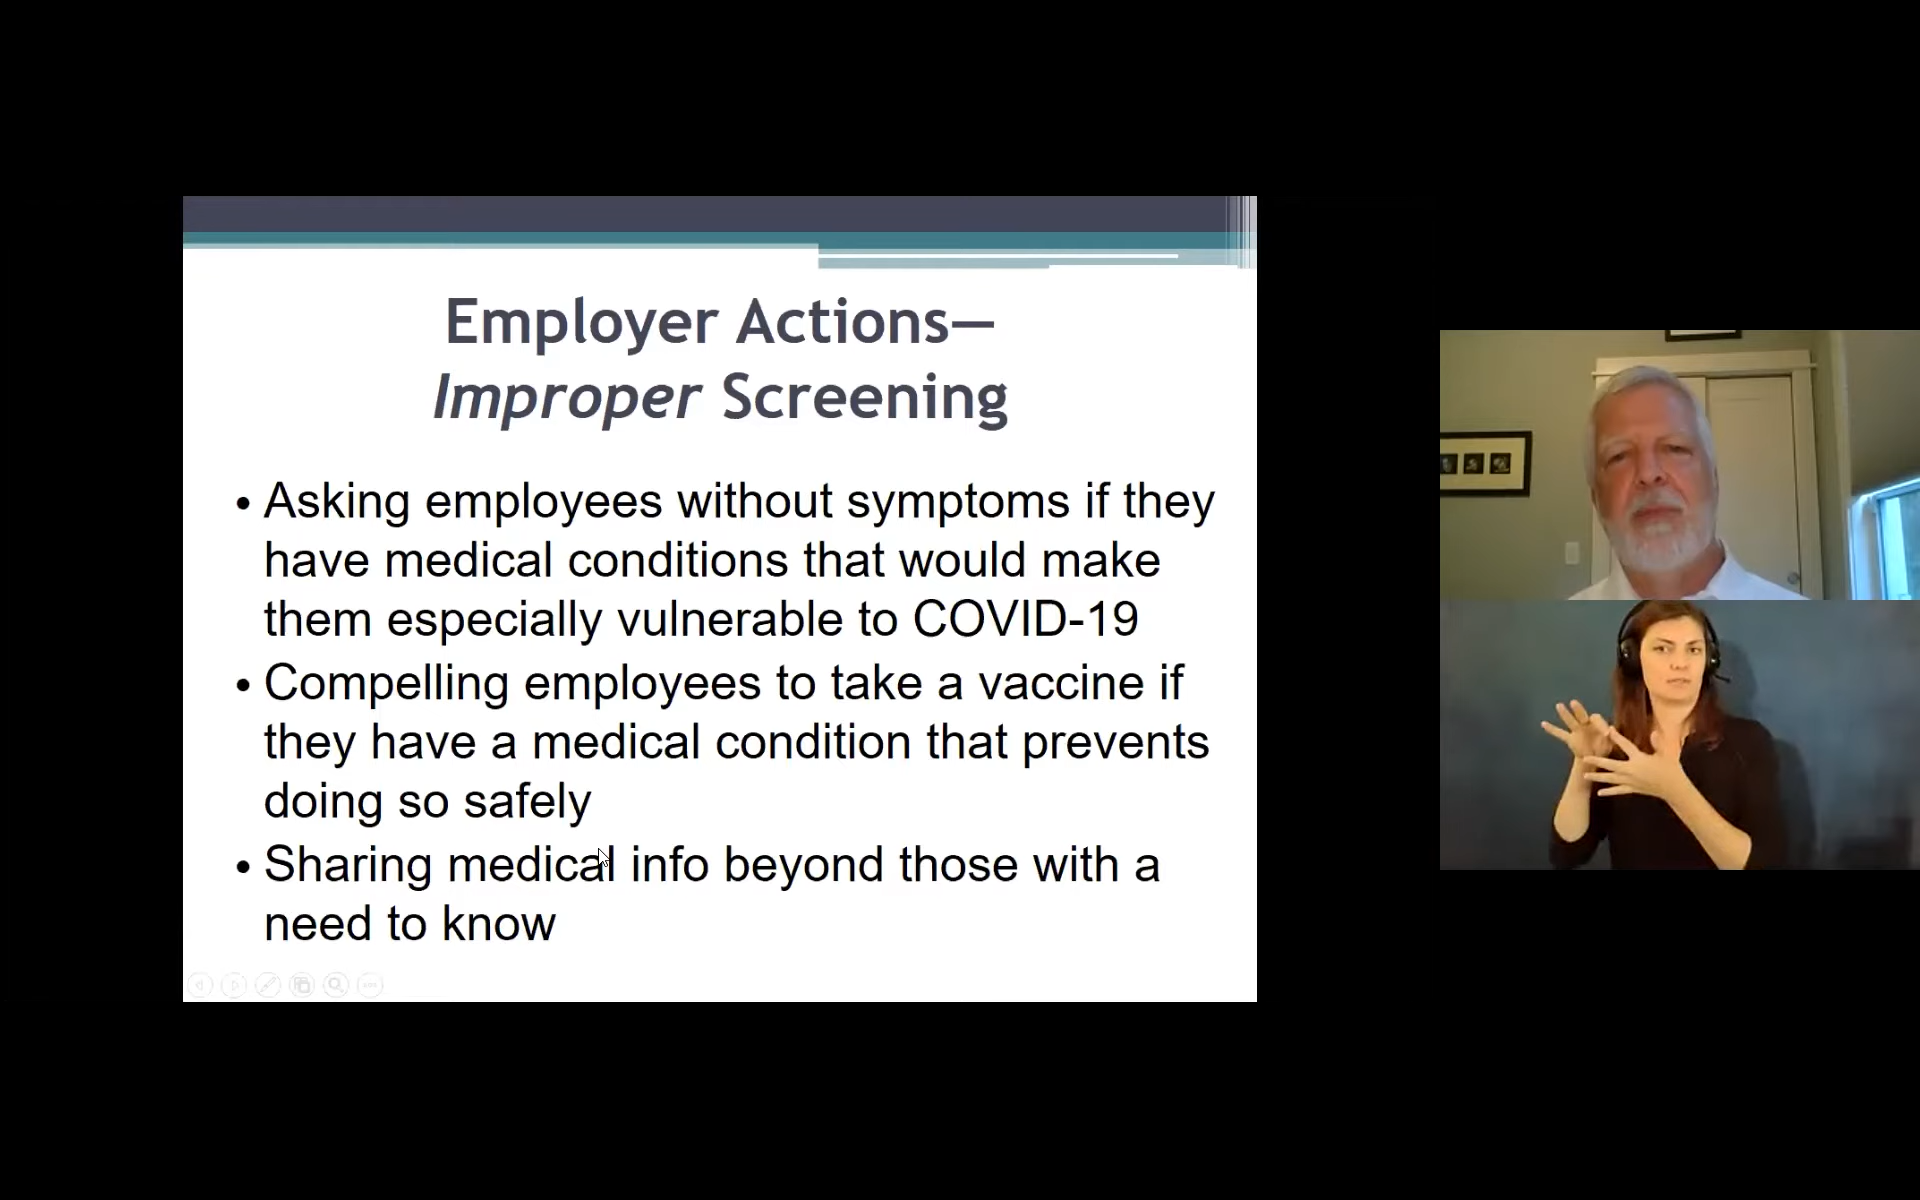 Employer Actions—
Improper Screening
• Asking employees without symptoms if they
have medical conditions that would make
them especially vulnerable to COVID-19
• Compelling employees to take a vaccine if
they have a medical condition that prevents
doing so safely
• Sharing medical info beyond those with a
need to know